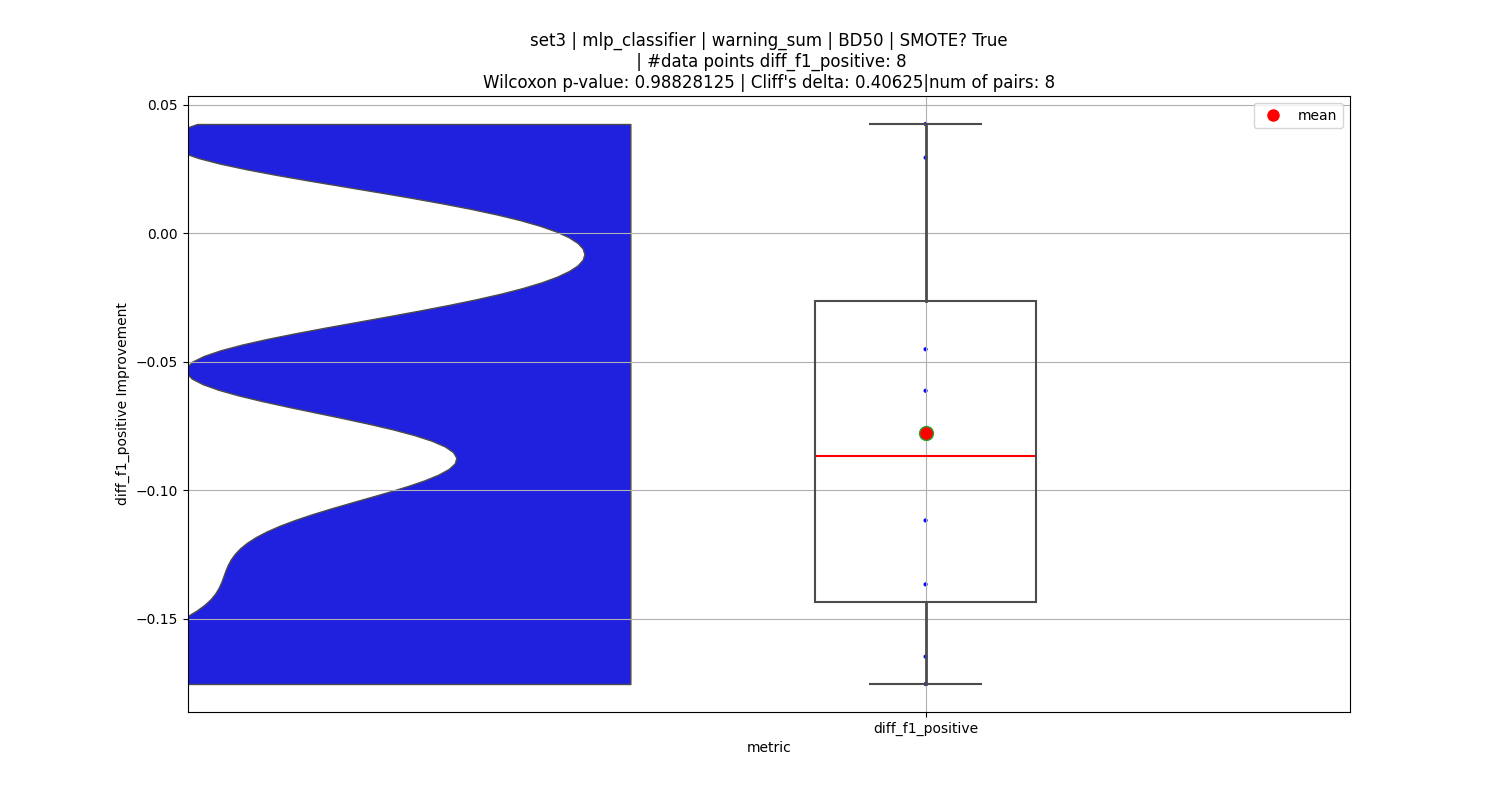 set3 | mlp_classifier | warning_sum | BD50 | SMOTE? True
| #data points diff_f1_positive: 8
Wilcoxon p-value: 0.98828125 | Cliff's delta: 0.40625|num of pairs: 8
mean
0.05
0.00
−0.05
−0.10
−0.15
diff_f1_positive Improvement
diff_f1_positive
metric